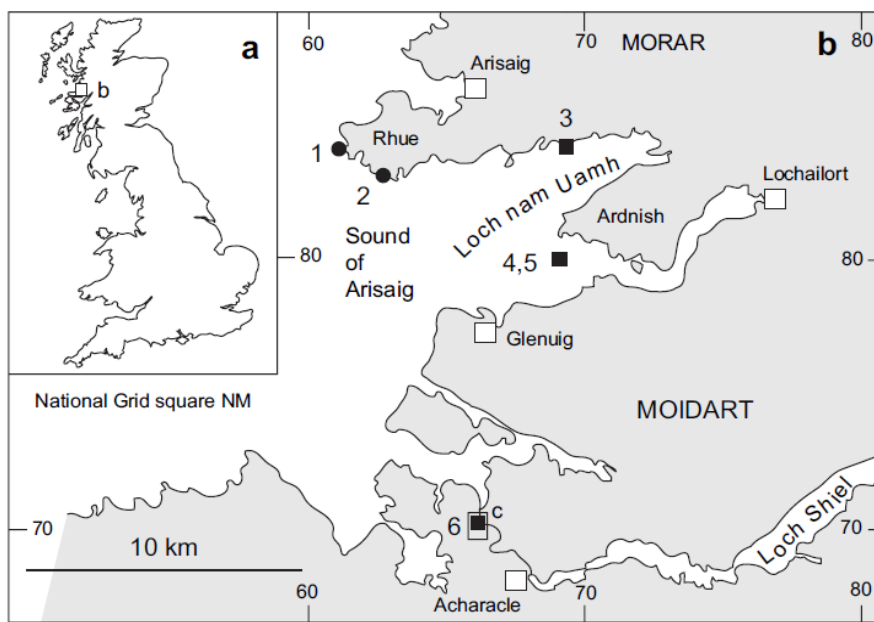 a
b
60
70
80
MORAR
b
Arisaig
Rhue
1
2
3
Loch nam Uamh
Lochailort
Ardnish
80
Sound
of
Arisaig
4,5
80
Glenuig
National Grid square NM
MOIDART
70
6
c
Loch Shiel
70
10 km
60
Acharacle
70
80